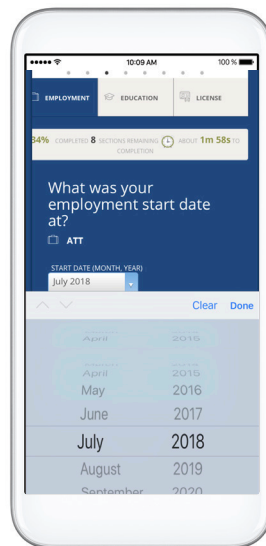 10:09 AM 100 %
EMPLOYMENT EDUCATION LICENSE
34% COMPLETED 8 SECTIONS REMAINING ABOUT 1m 58s TO
COMPLETION
What was your
employment start date
at?
ATT
START DATE (MONTH, YEAR)
July 2018
Clear Done
April 2015
April 2015
May 2016
June 2017
July 2018
August 2019
September 2020